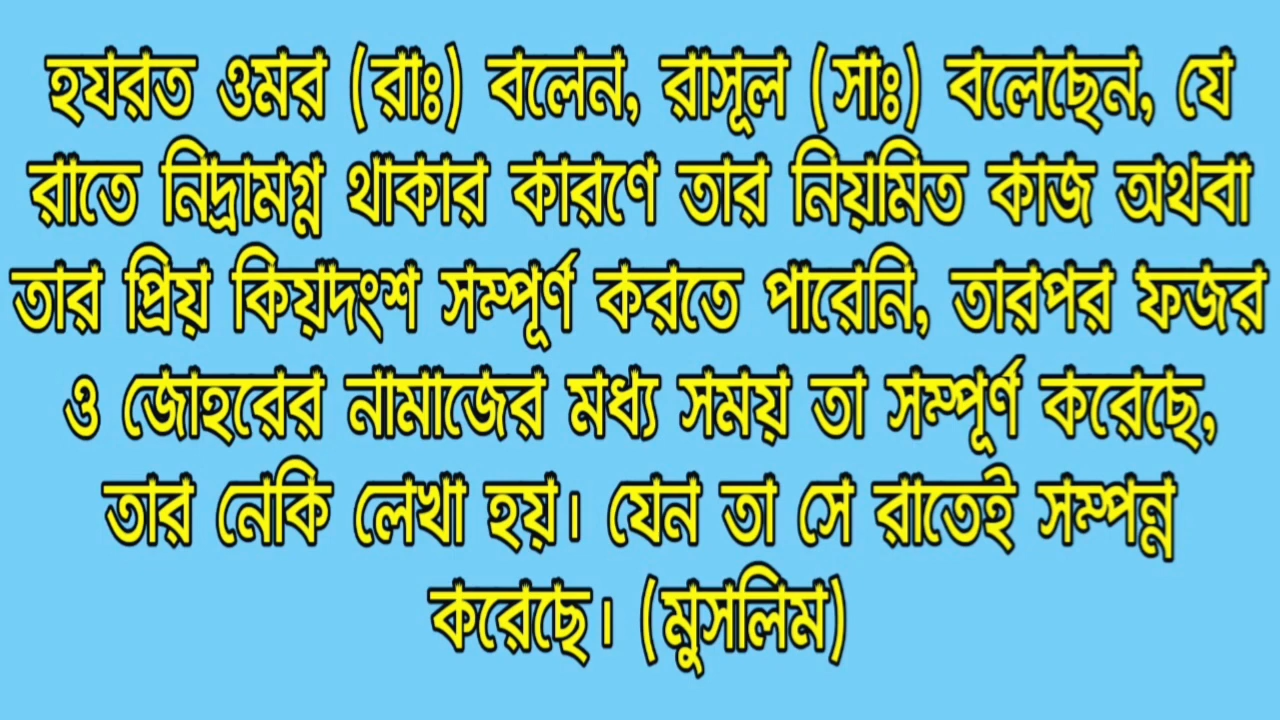 হযরত ওমর (রাঃ) বলেন, রাসূল (সাঃ) বলেছেন, যে
রাতে নিদ্রামগ্ন থাকার কারণে তার নিয়মিত কাজ অথবা
তার প্রিয় কিয়দংশ সম্পূর্ণ করতে পারেনি, তারপর ফজর
ও জোহরের নামাজের মধ্য সময় তা সম্পূর্ণ করেছে,
তার নেকি লেখা হয়। যেন তা সে রাতেই সম্পন্ন
করেছে। (মুসলিম)